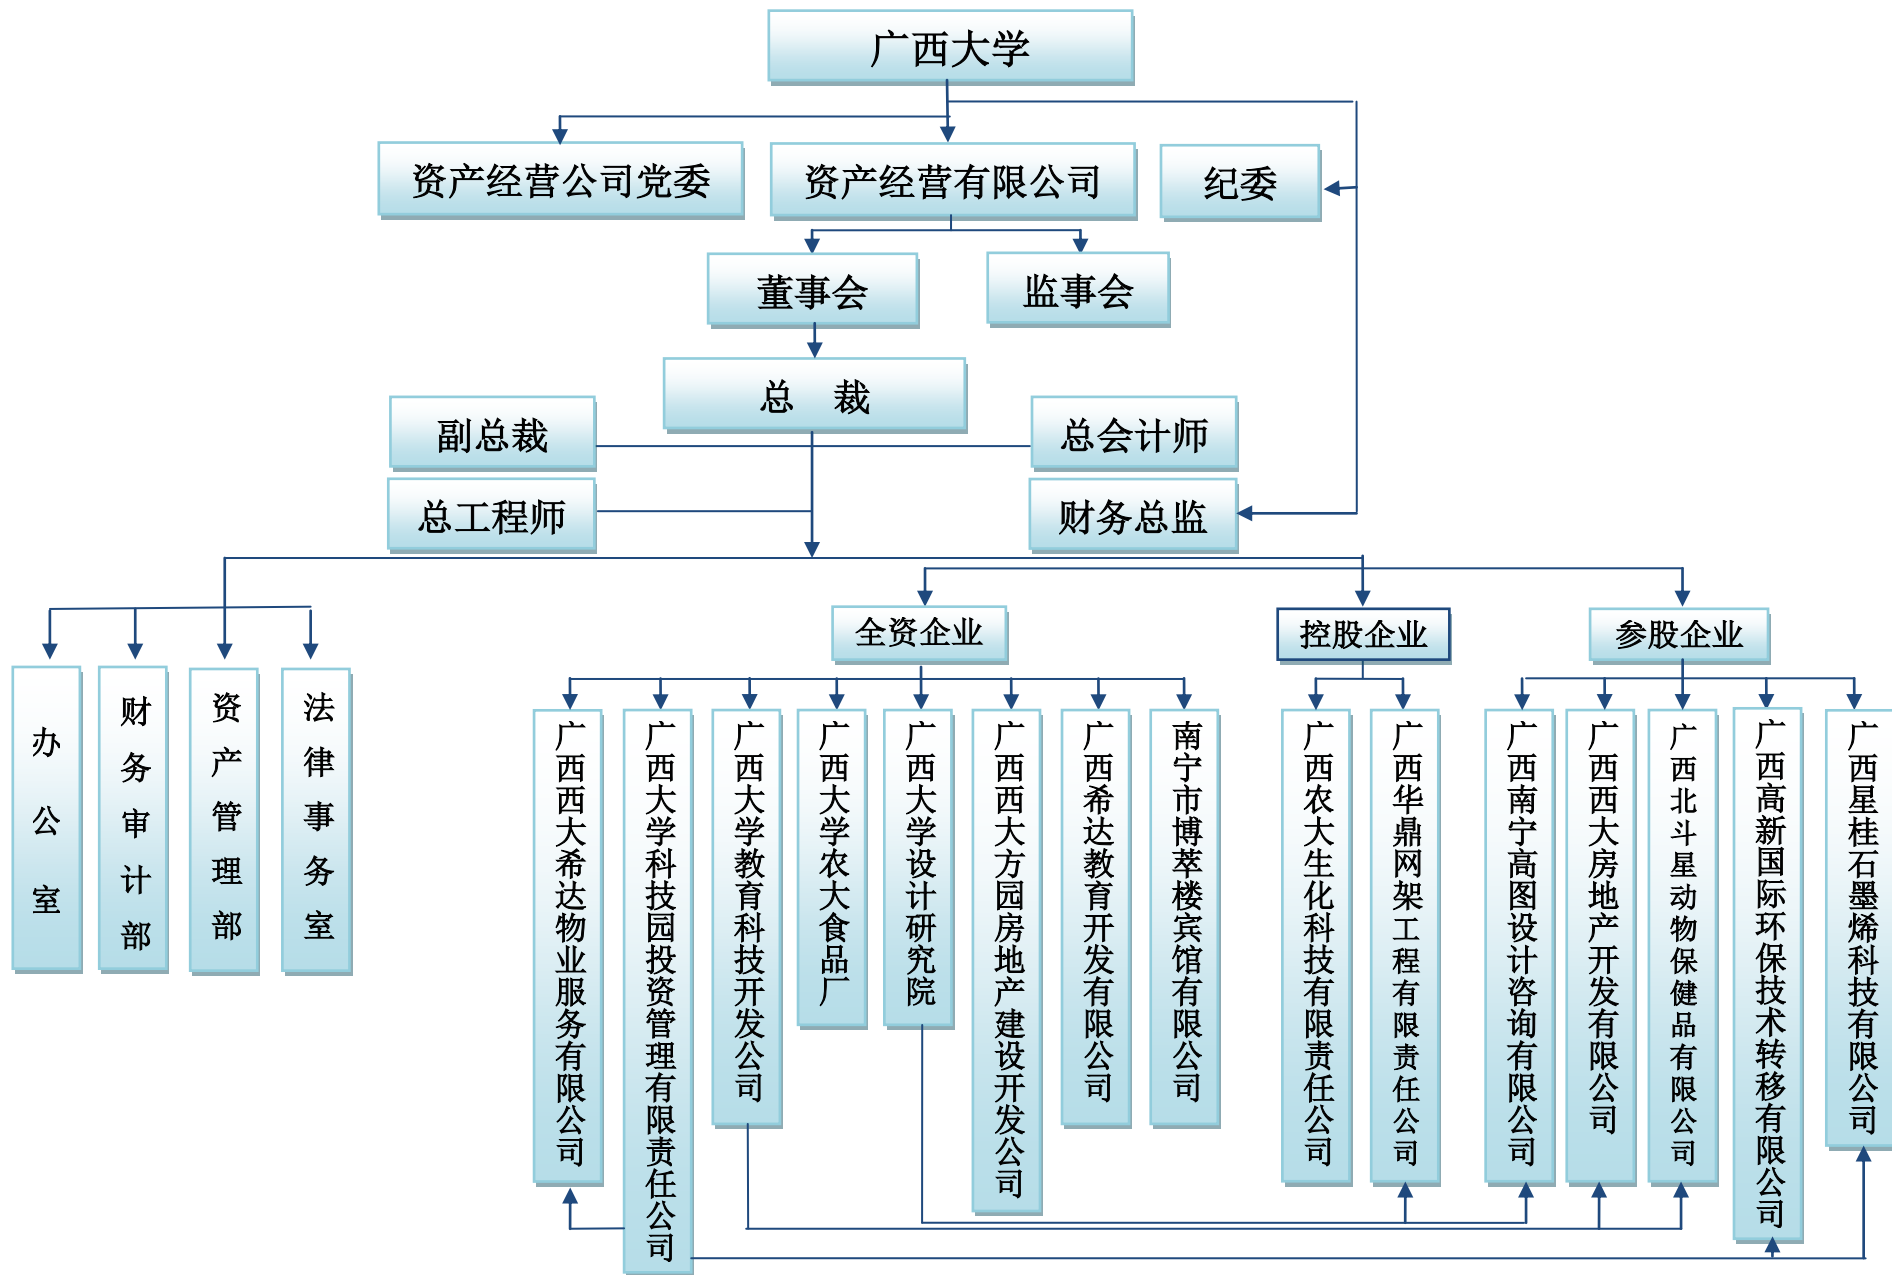 广西大学
资产经营公司党委
资产经营有限公司
纪委
董事会
监事会
总 裁
副总裁
总会计师
总工程师
财务总监
全资企业
控股企业
参股企业
办公室
财务审计部
资产管理部
法律事务室
广西西大希达物业服务有限公司
广西大学科技园投资管理有限责任公司
广西大学教育科技开发公司
广西大学农大食品厂
广西大学设计研究院
广西西大方园房地产建设开发公司
广西希达教育开发有限公司
南宁市博萃楼宾馆有限公司
广西农大生化科技有限责任公司
广西华鼎网架工程有限责任公司
广西南宁高图设计咨询有限公司
广西西大房地产开发有限公司
广西北斗星动物保健品有限公司
广西高新国际环保技术转移有限公司
广西星桂石墨烯科技有限公司